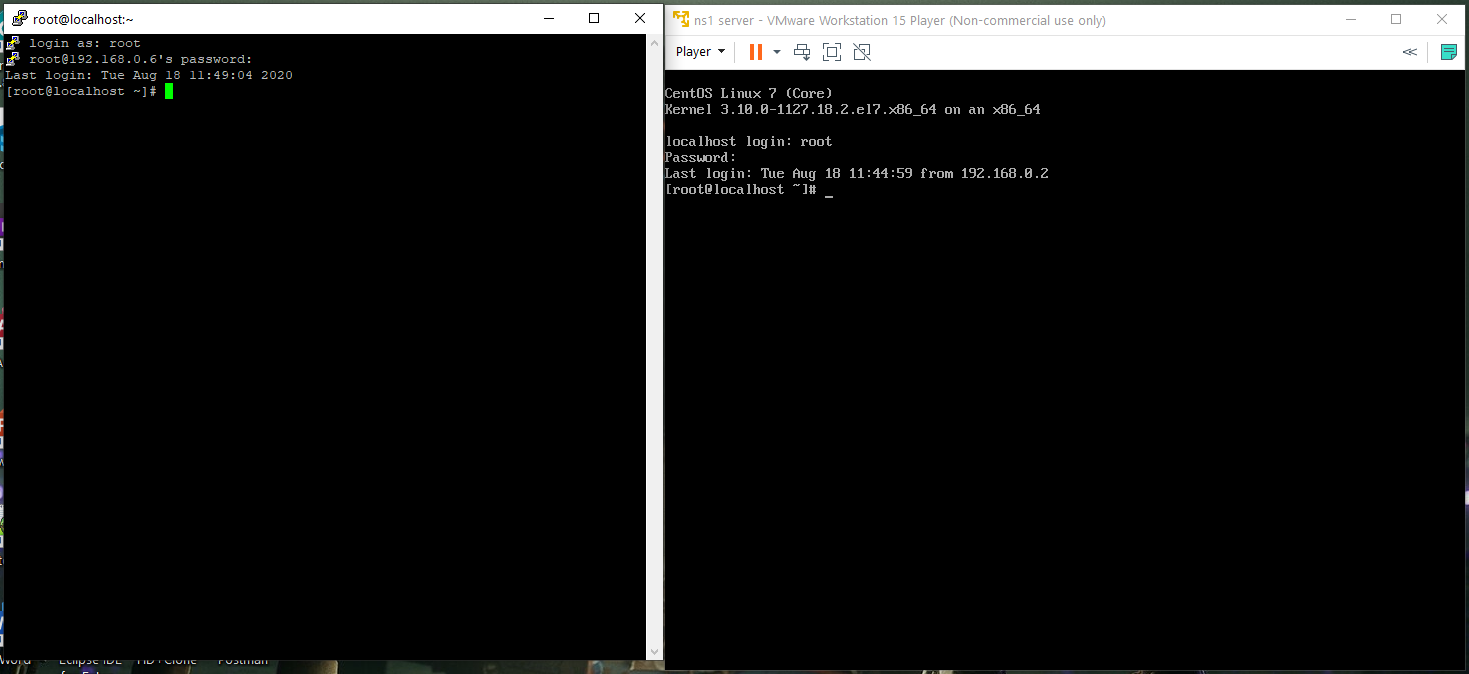 root@localhost:~
login as: root
root@192.168.0.6's password:
Last login: Tue Aug 18 11:49:04 2020
[root@localhost ~]#
ns1 server - VMware Workstation 15 Player (Non-commercial use only)
Player
CentOS Linux 7 (Core)
Kernel 3.10.0-1127.18.2.el7.x86_64 on an x86_64
localhost login: root
Password:
Last login: Tue Aug 18 11:44:59 from 192.168.0.2
[root@localhost ~]# _
Word Eclipse IDE HD+Clone Postman